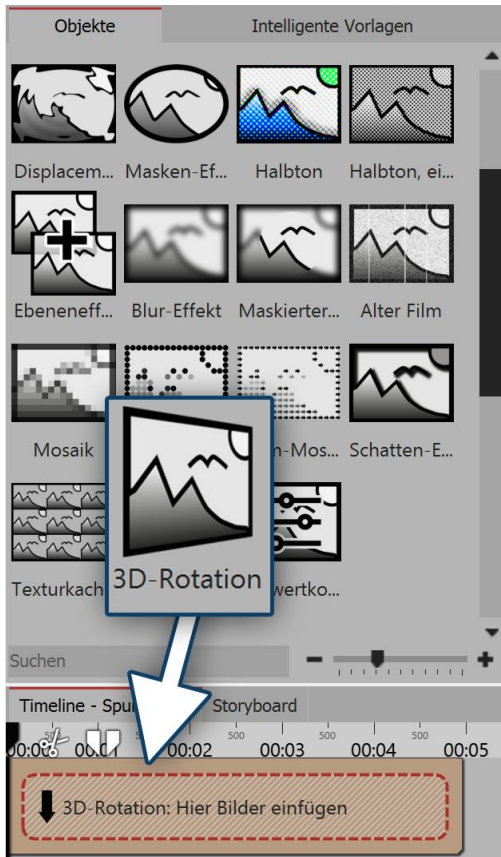 Objekte Intelligente Vorlagen
Displacem... Masken-Ef... Halbton Halbton, ei...
Ebeneneff... Blur-Effekt Maskierter... Alter Film
Mosaik -Mos... Schatten-E...
Texturkach 3D-Rotation wertko...
Suchen
Timeline - Spu Storyboard
500 500 500 500
00:02 00:03 00:04 00:05
3D-Rotation: Hier Bilder einfügen